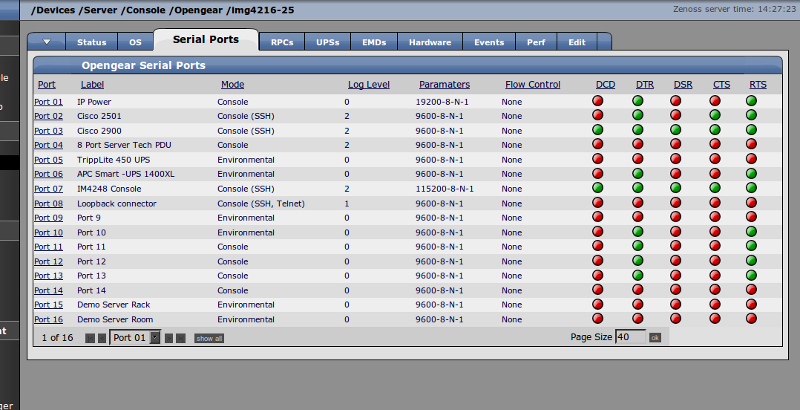 /Devices /Server /Console /Opengear /img4216-25 Zenoss server time: 14:27:23
Status OS Serial Ports RPCs UPSs EMDs Hardware Events Perf Edit
Opengear Serial Ports
Port Label Mode Log Level Paramaters Flow Control DCD DTR DSR CTS RTS
Port 01 IP Power Console 0 19200-8-N-1 None
Port 02 Cisco 2501 Console (SSH) 2 9600-8-N-1 None
Port 03 Cisco 2900 Console (SSH) 2 9600-8-N-1 None
Port 04 8 Port Server Tech PDU Console 0 9600-8-N-1 None
Port 05 TrippLite 450 UPS Environmental 0 9600-8-N-1 None
Port 06 APC Smart -UPS 1400XL Environmental 0 9600-8-N-1 None
Port 07 IM4248 Console Console (SSH) 2 115200-8-N-1 None
Port 08 Loopback connector Console (SSH, Telnet) 1 9600-8-N-1 None
Port 09 Port 9 Environmental 0 9600-8-N-1 None
Port 10 Port 10 Environmental 0 9600-8-N-1 None
Port 11 Port 11 Console 0 9600-8-N-1 None
Port 12 Port 12 Console 0 9600-8-N-1 None
Port 13 Port 13 Console 0 9600-8-N-1 None
Port 14 Port 14 Console 0 9600-8-N-1 None
Port 15 Demo Server Rack Environmental 0 9600-8-N-1 None
Port 16 Demo Server Room Environmental 0 9600-8-N-1 None
1 of 16 Port 01 show all Page Size 40 ok